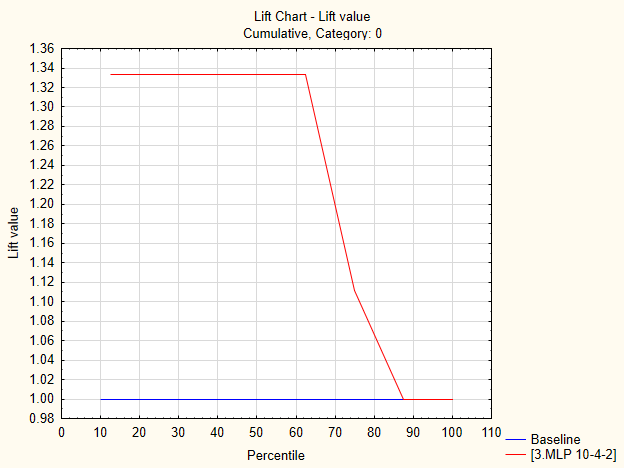 Lift Chart - Lift value
Cumulative, Category: 0
1.36
1.34
1.32
1.30
1.28
1.26
1.24
1.22
1.20
1.18
1.16
1.14
1.12
1.10
1.08
1.06
1.04
1.02
1.00
0.98
Lift value
0 10 20 30 40 50 60 70 80 90 100 110
Percentile
Baseline
[3.MLP 10-4-2]